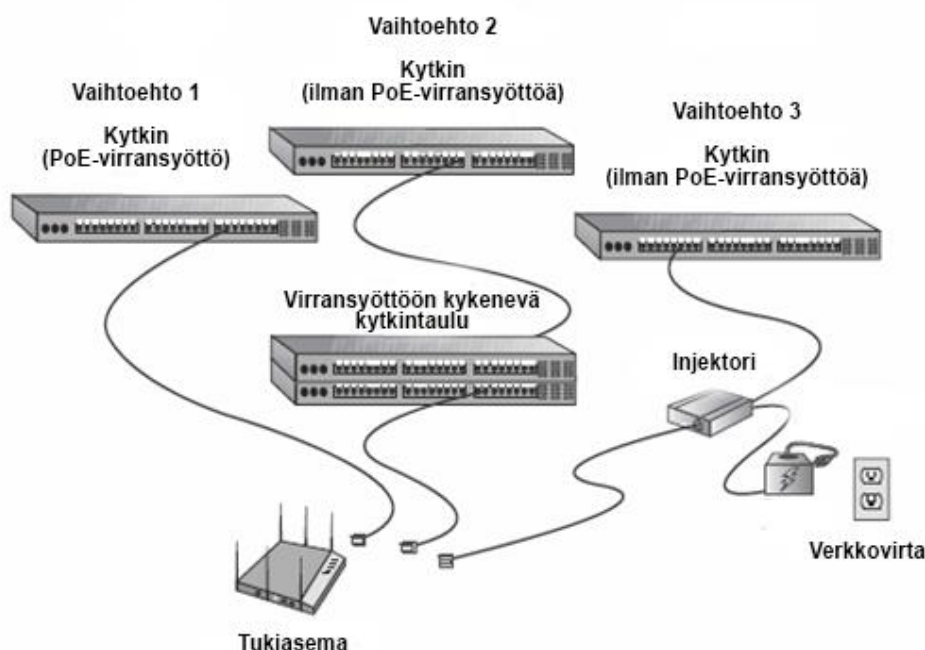 Vaihtoehto 1
Kytkin
(PoE-virransyöttö)
Vaihtoehto 2
Kytkin
(ilman PoE-virransyöttöä)
Vaihtoehto 3
Kytkin
(ilman PoE-virransyöttöä)
Virransyöttöön kykenevä
kytkintaulu
Injektori
Verkkovirta
Tukiasema